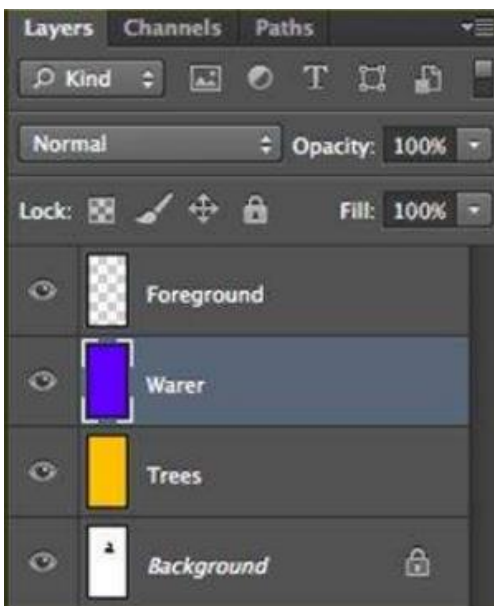 Layers Channels Paths
Kind T
Normal Opacity: 100%
Lock: Fill: 100%
Foreground
Warer
Trees
a
Background